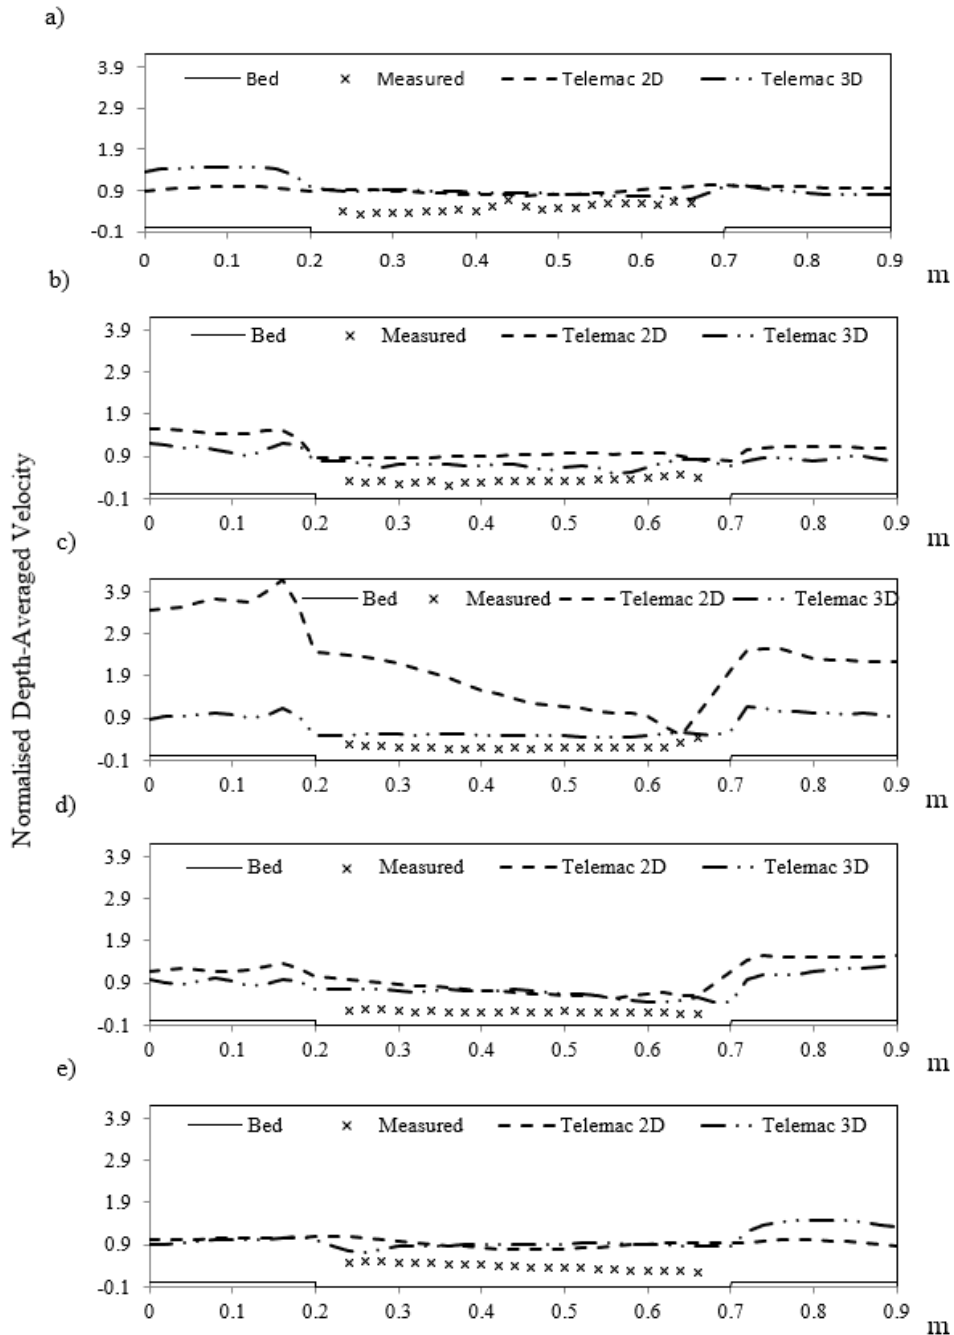 a)
3.9
Bed × Measured Telemac 2D Telemac 3D
2.9
1.9
0.9
-0.1
0 0.1 0.2 0.3 0.4 0.5 0.6 0.7 0.8 0.9 m
b)
3.9
Bed × Measured Telemac 2D Telemac 3D
2.9
1.9
0.9
-0.1
0 0.1 0.2 0.3 0.4 0.5 0.6 0.7 0.8 0.9 m
Normalised Depth-Averaged Velocity
c)
3.9
Bed × Measured Telemac 2D Telemac 3D
2.9
1.9
0.9
-0.1
0 0.1 0.2 0.3 0.4 0.5 0.6 0.7 0.8 0.9 m
d)
3.9
Bed × Measured Telemac 2D Telemac 3D
2.9
1.9
0.9
-0.1
0 0.1 0.2 0.3 0.4 0.5 0.6 0.7 0.8 0.9 m
e)
3.9
Bed × Measured Telemac 2D Telemac 3D
2.9
1.9
0.9
-0.1
0 0.1 0.2 0.3 0.4 0.5 0.6 0.7 0.8 0.9 m